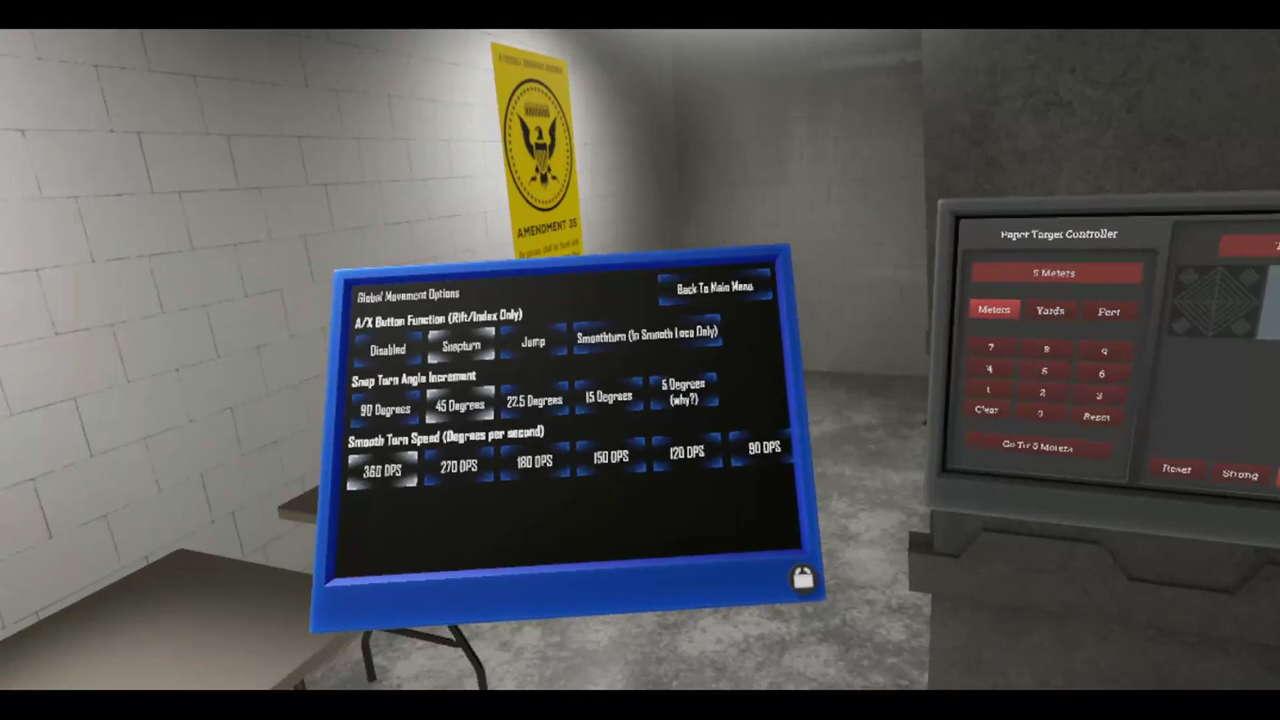 AMENDMENT 35
Global Movement Options
Back To Main Menu
A/X Button Function (Rift/Index Only)
Disabled
Snapturn
Jump
Smoothturn (In Smooth Loco Only)
Snap Turn Angle Increment
90 Degrees
45 Degrees
22.5 Degrees
15 Degrees
5 Degrees
(why?)
Smooth Turn Speed (Degrees per second)
360 DPS
270 DPS
180 DPS
150 DPS
120 DPS
90 DPS
Paper Target Controller
5 Meters
Meters
Yards
Feet
7
8
9
4
5
6
1
2
3
Clear
0
Reset
Go To: 5 Meters
Reset
Strong